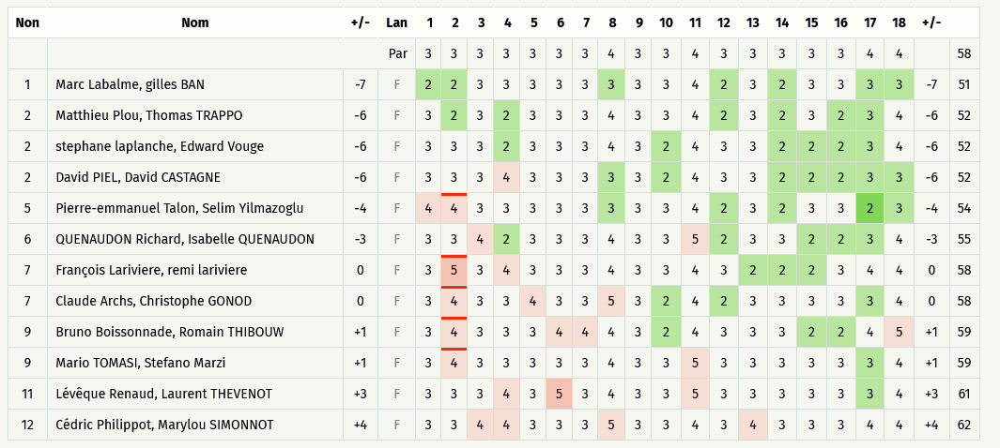 Non Nom +/- Lan 1 2 3 4 5 6 7 8 9 10 11 12 13 14 15 16 17 18 +/-
Par 3 3 3 3 3 3 3 4 3 3 4 3 3 3 3 3 4 4 58
1 Marc Labalme, gilles BAN -7 F 2 2 3 3 3 3 3 3 3 3 4 2 3 2 3 3 3 3 -7 51
2 Matthieu Plou, Thomas TRAPPO -6 F 3 2 3 2 3 3 3 4 3 3 4 2 3 2 3 2 3 4 -6 52
2 stephane laplanche, Edward Vouge -6 F 3 3 3 2 3 3 3 4 3 2 4 3 3 2 2 2 3 4 -6 52
2 David PIEL, David CASTAGNE -6 F 3 3 3 4 3 3 3 3 3 2 4 3 3 2 2 2 3 3 -6 52
5 Pierre-emmanuel Talon, Selim Yilmazoglu -4 F 4 4 3 3 3 3 3 3 3 3 4 2 3 2 3 3 2 3 -4 54
6 QUENAUDON Richard, Isabelle QUENAUDON -3 F 3 3 4 2 3 3 3 4 3 3 5 2 3 3 2 2 3 4 -3 55
7 François Lariviere, remi lariviere 0 F 3 5 3 4 3 3 3 4 3 3 4 3 2 2 2 3 4 4 0 58
7 Claude Archs, Christophe GONOD 0 F 3 4 3 3 4 3 3 5 3 2 4 2 3 3 3 3 3 4 0 58
9 Bruno Boissonnade, Romain THIBOUW +1 F 3 4 3 3 3 4 4 4 3 2 4 3 3 3 2 2 4 5 +1 59
9 Mario TOMASI, Stefano Marzi +1 F 3 4 3 3 3 3 3 4 3 3 5 3 3 3 3 3 3 4 +1 59
11 Lévêque Renaud, Laurent THEVENOT +3 F 3 3 3 4 3 5 3 4 3 3 5 3 3 3 3 3 3 4 +3 61
12 Cédric Philippot, Marylou SIMONNOT +4 F 3 3 4 4 3 3 3 5 3 3 4 3 4 3 3 3 4 4 +4 62